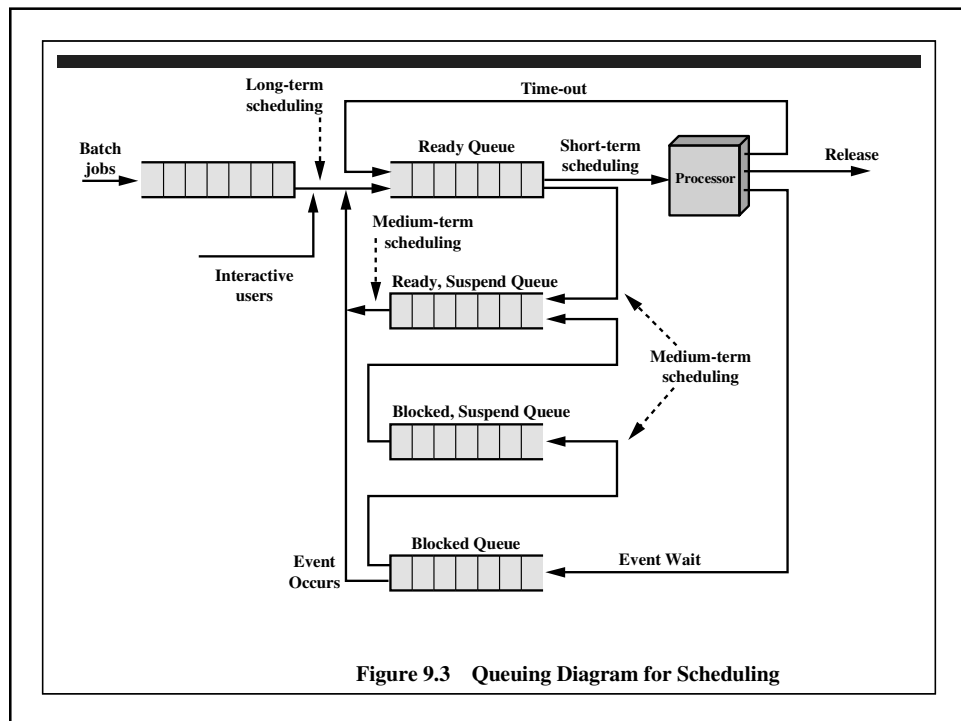 Long-term
scheduling
Time-out
Batch
jobs
Ready Queue
Short-term
scheduling
Processor
Release
Medium-term
scheduling
Interactive
users
Ready, Suspend Queue
Medium-term
scheduling
Blocked, Suspend Queue
Blocked Queue
Event
Occurs
Event Wait
Figure 9.3 Queuing Diagram for Scheduling